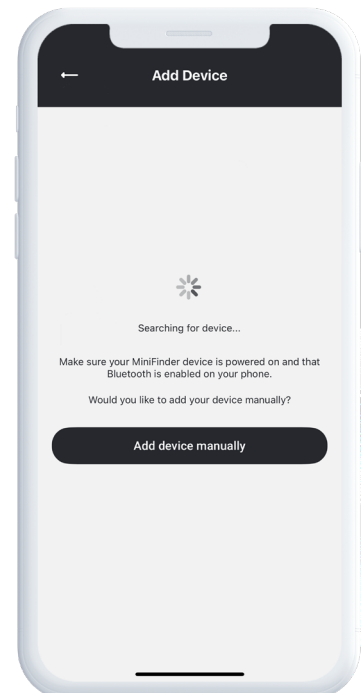 Add Device
Searching for device...
Make sure your MiniFinder device is powered on and that
Bluetooth is enabled on your phone.
Would you like to add your device manually?
Add device manually